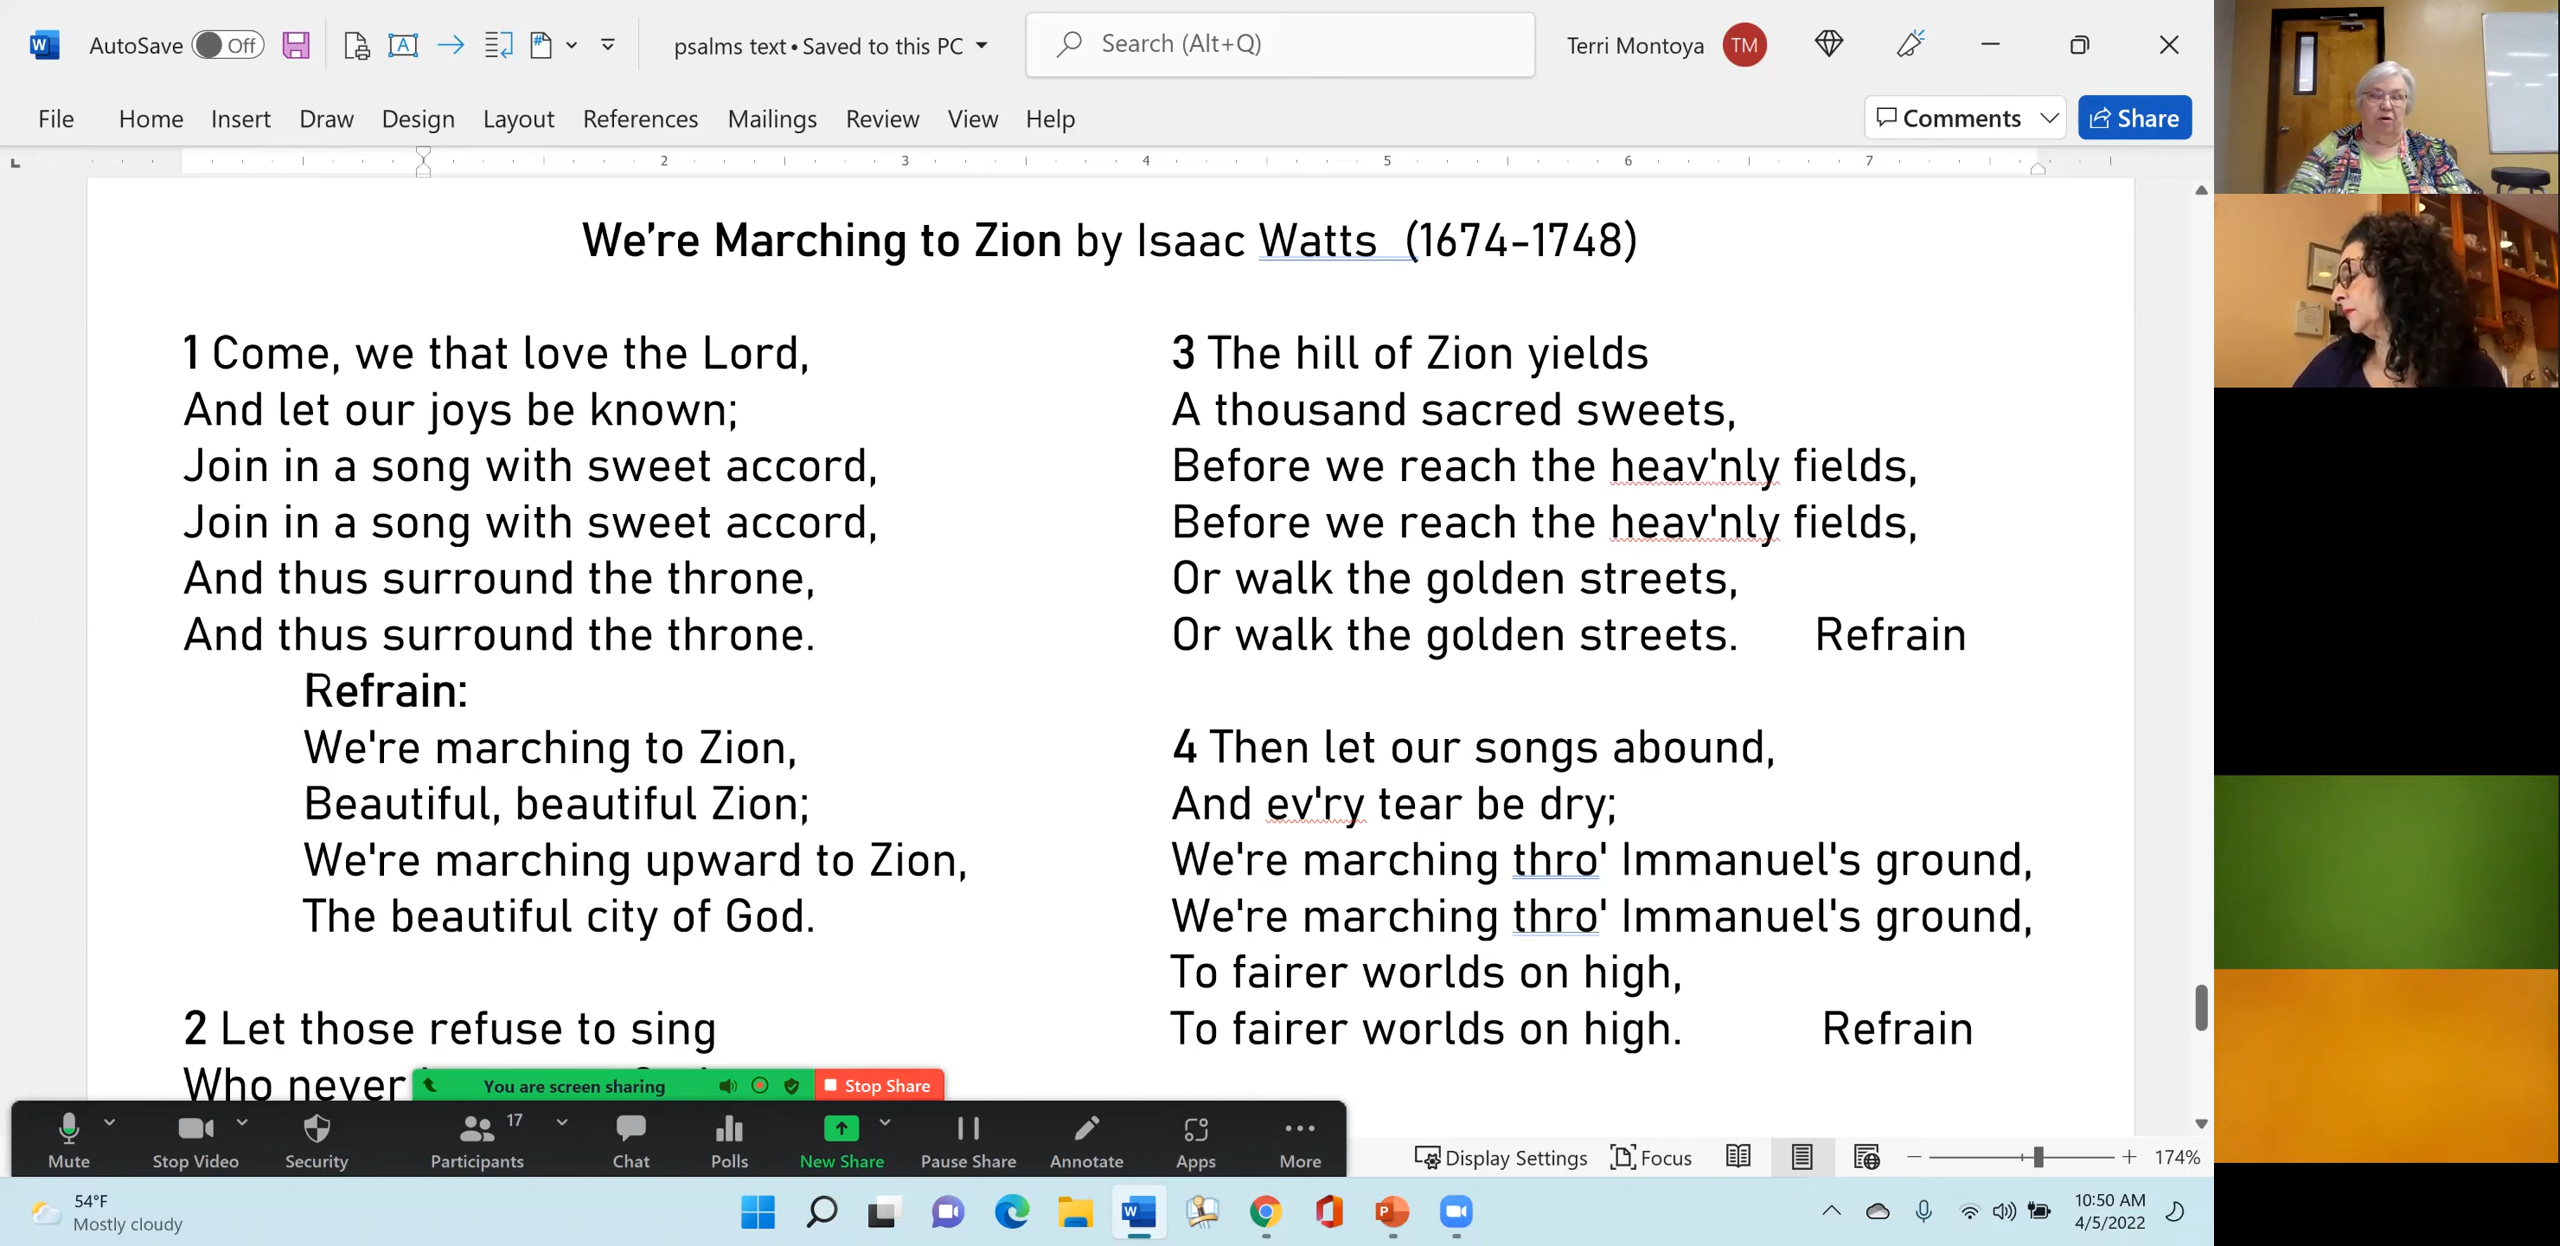 AutoSave Off psalms text • Saved to this PC Search (Alt+Q) Terri Montoya TM
File Home Insert Draw Design Layout References Mailings Review View Help Comments Share
2 3 4 5 6 7
We're Marching to Zion by Isaac Watts (1674-1748)
1 Come, we that love the Lord,
And let our joys be known;
Join in a song with sweet accord,
Join in a song with sweet accord,
And thus surround the throne,
And thus surround the throne.
Refrain:
We're marching to Zion,
Beautiful, beautiful Zion;
We're marching upward to Zion,
The beautiful city of God.
2 Let those refuse to sing
Who never
3 The hill of Zion yields
A thousand sacred sweets,
Before we reach the heav'nly fields,
Before we reach the heav'nly fields,
Or walk the golden streets,
Or walk the golden streets. Refrain
4 Then let our songs abound,
And ev'ry tear be dry;
We're marching thro' Immanuel's ground,
We're marching thro' Immanuel's ground,
To fairer worlds on high,
To fairer worlds on high. Refrain
You are screen sharing Stop Share
17
Mute Stop Video Security Participants Chat Polls New Share Pause Share Annotate Apps More
Display Settings Focus 174%
54°F
Mostly cloudy
10:50 AM
4/5/2022